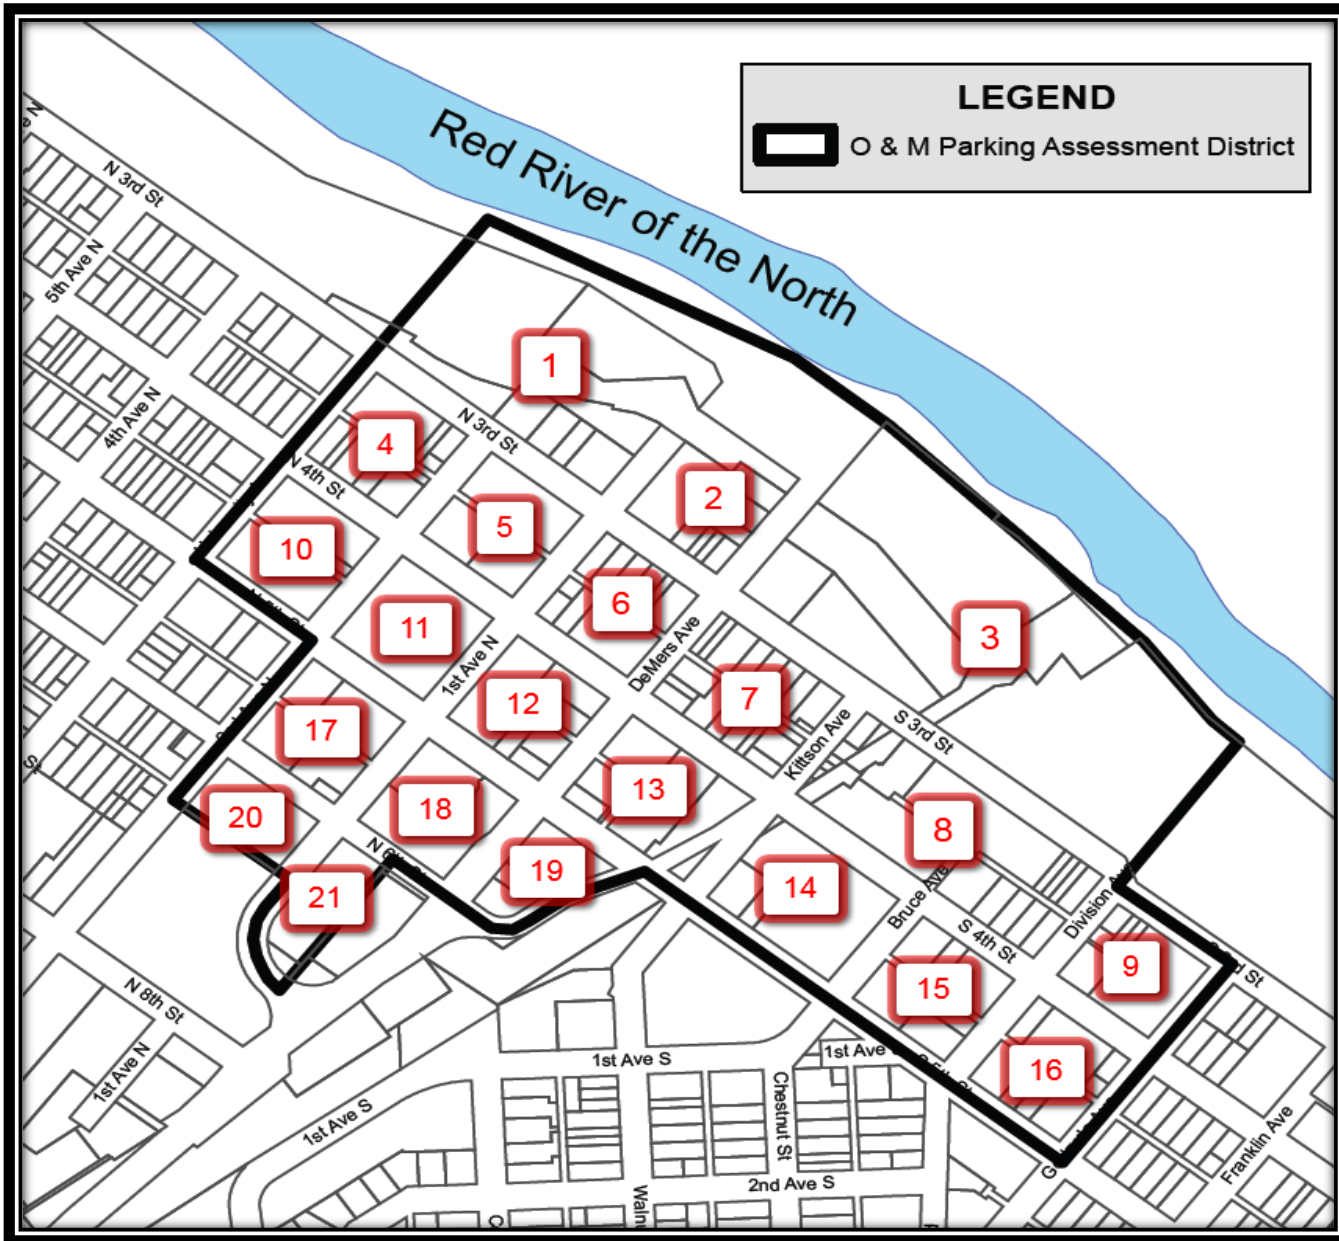 LEGEND
O & M Parking Assessment District
Red River of the North
N 3rd St
5th Ave N
4th Ave N
N 3rd St
N 4th St
1
2
3
4
5
6
7
8
9
10
11
12
13
14
15
16
17
18
19
20
21
1st Ave N
DeMers Ave
Kittson Ave
S 3rd St
Bruce Ave
S 4th St
Division Ave
N 8th St
1st Ave N
1st Ave S
1st Ave S
1st Ave
Chestnut St
2nd Ave S
Franklin Ave
St